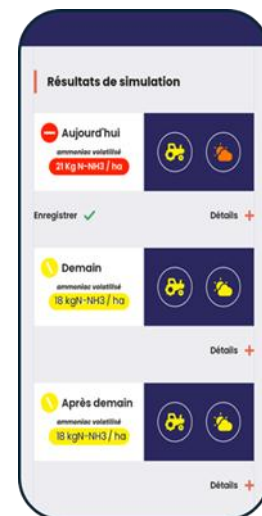 Résultats de simulation
Aujourd'hui
ammoniac volatilisé
21 Kg N-NH3 / ha
Enregistrer
Détails
Demain
ammoniac volatilisé
18 kgN-NH3 / ha
Détails
Après demain
ammoniac volatilisé
18 kgN-NH3 / ha
Détails